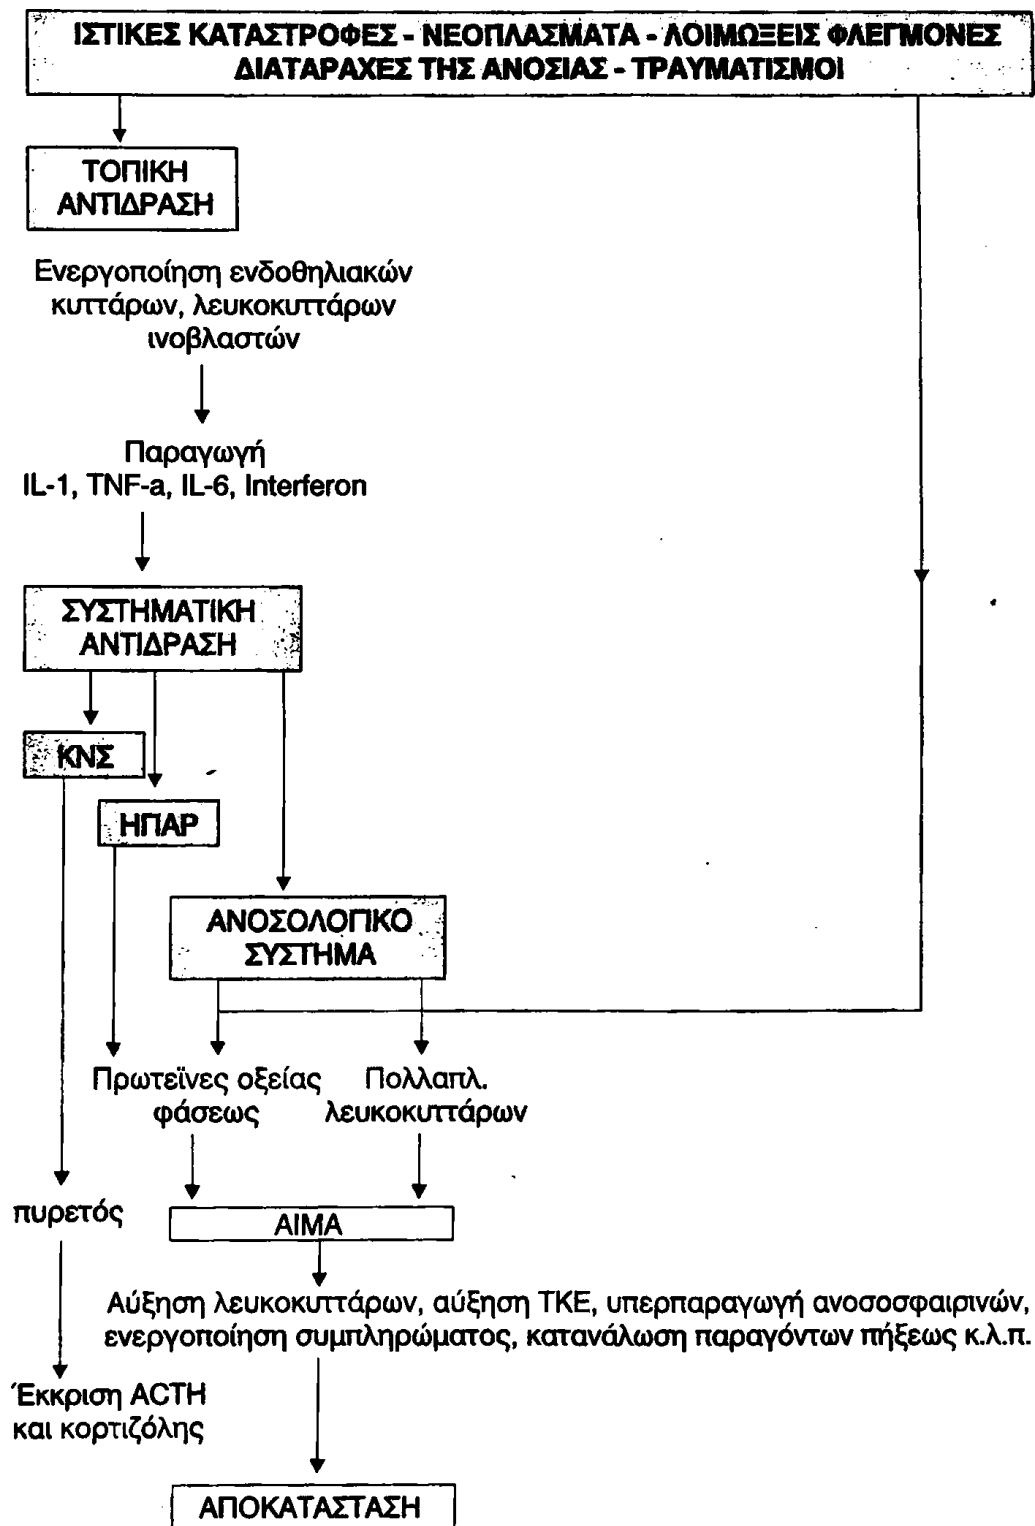 ΙΣΤΙΚΕΣ ΚΑΤΑΣΤΡΟΦΕΣ - ΝΕΟΠΛΑΣΜΑΤΑ - ΛΟΙΜΩΞΕΙΣ ΦΛΕΓΜΟΝΕΣ
ΔΙΑΤΑΡΑΧΕΣ ΤΗΣ ΑΝΟΣΙΑΣ - ΤΡΑΥΜΑΤΙΣΜΟΙ
ΤΟΠΙΚΗ
ΑΝΤΙΔΡΑΣΗ
Ενεργοποίηση ενδοθηλιακών
κυττάρων, λευκοκυττάρων
ινοβλαστών
Παραγωγή
IL-1, TNF-a, IL-6, Interferon
ΣΥΣΤΗΜΑΤΙΚΗ
ΑΝΤΙΔΡΑΣΗ
ΚΝΣ
ΗΠΑΡ
ΑΝΟΣΟΛΟΓΙΚΟ
ΣΥΣΤΗΜΑ
Πρωτεϊνες οξείας
φάσεως
Πολλαπλ.
λευκοκυττάρων
πυρετός
ΑΙΜΑ
Αύξηση λευκοκυττάρων, αύξηση ΤΚΕ, υπερπαραγωγή ανοσοσφαιρινών,
ενεργοποίηση συμπληρώματος, κατανάλωση παραγόντων πήξεως κ.λ.π.
Έκκριση ACTH
και κορτιζόλης
ΑΠΟΚΑΤΑΣΤΑΣΗ